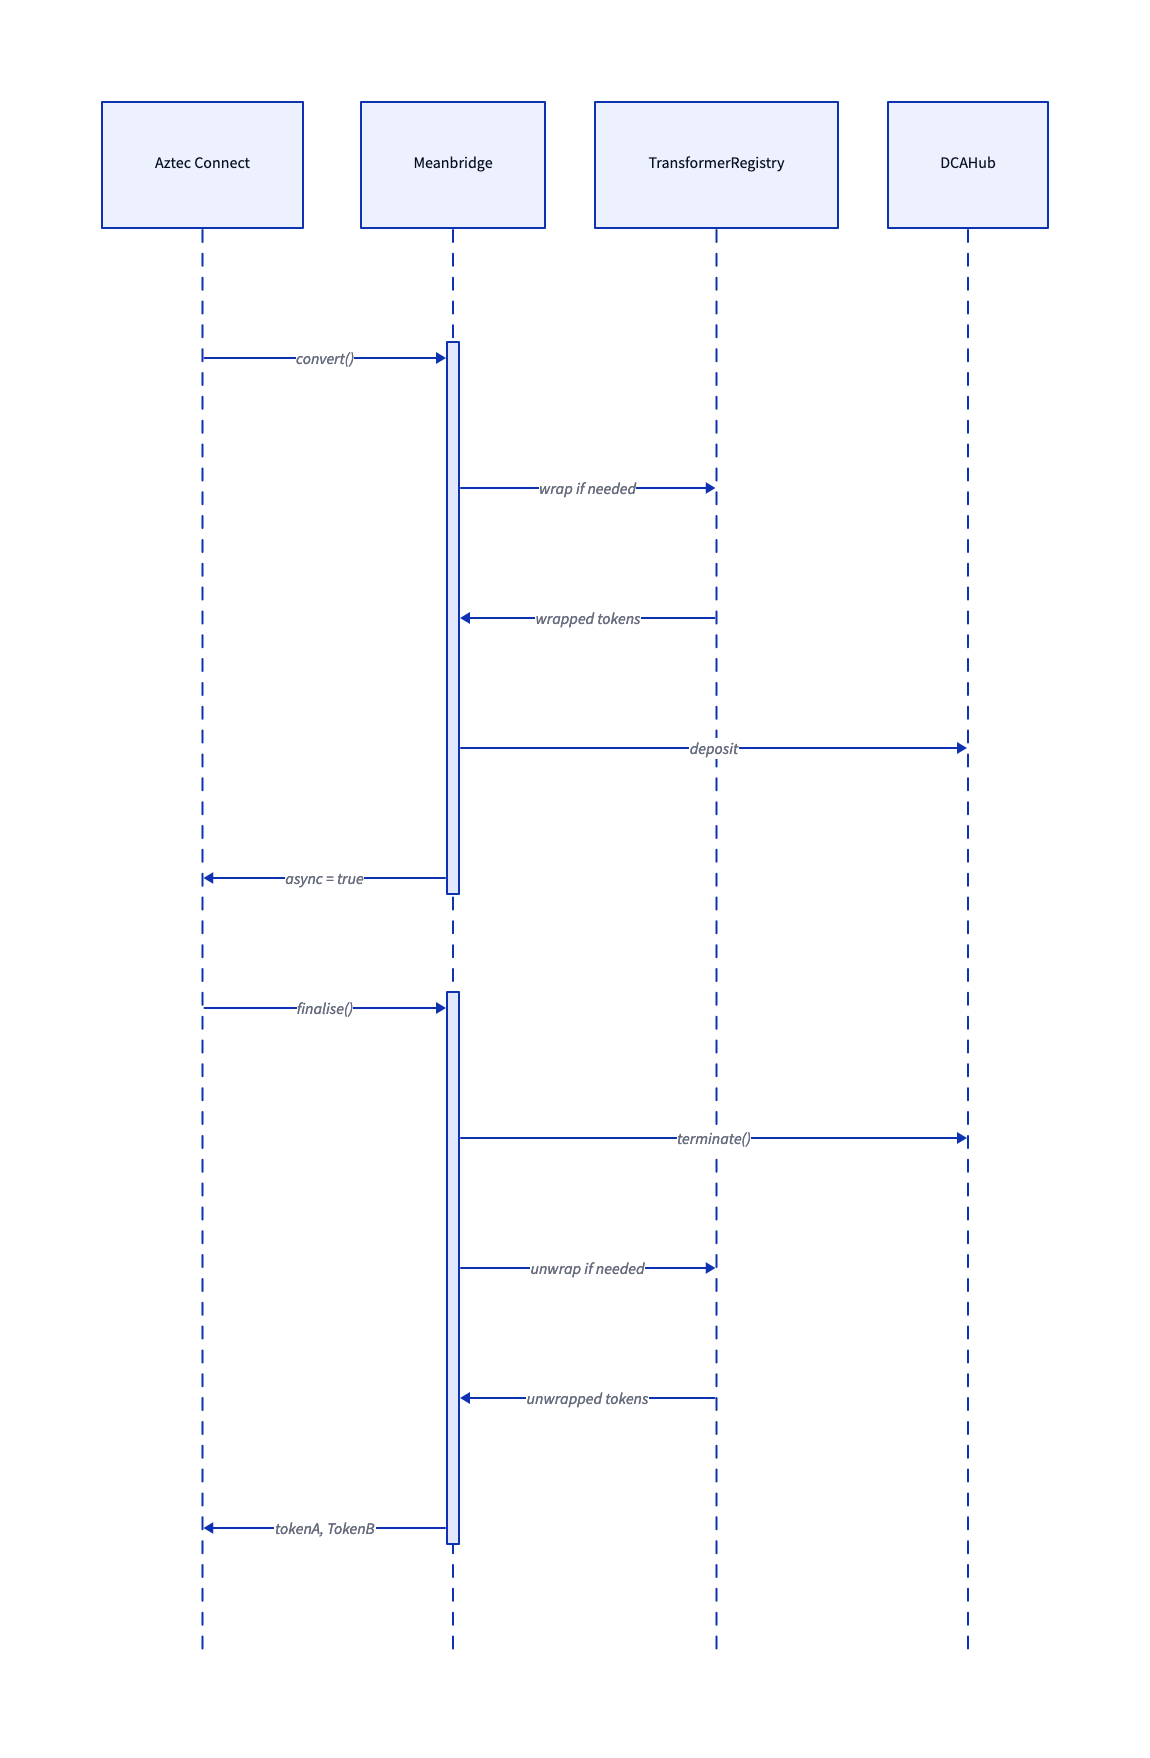 Aztec Connect
Meanbridge
TransformerRegistry
DCAHub
convert()
wrap if needed
wrapped tokens
deposit
async = true
finalise()
terminate()
unwrap if needed
unwrapped tokens
tokenA, TokenB